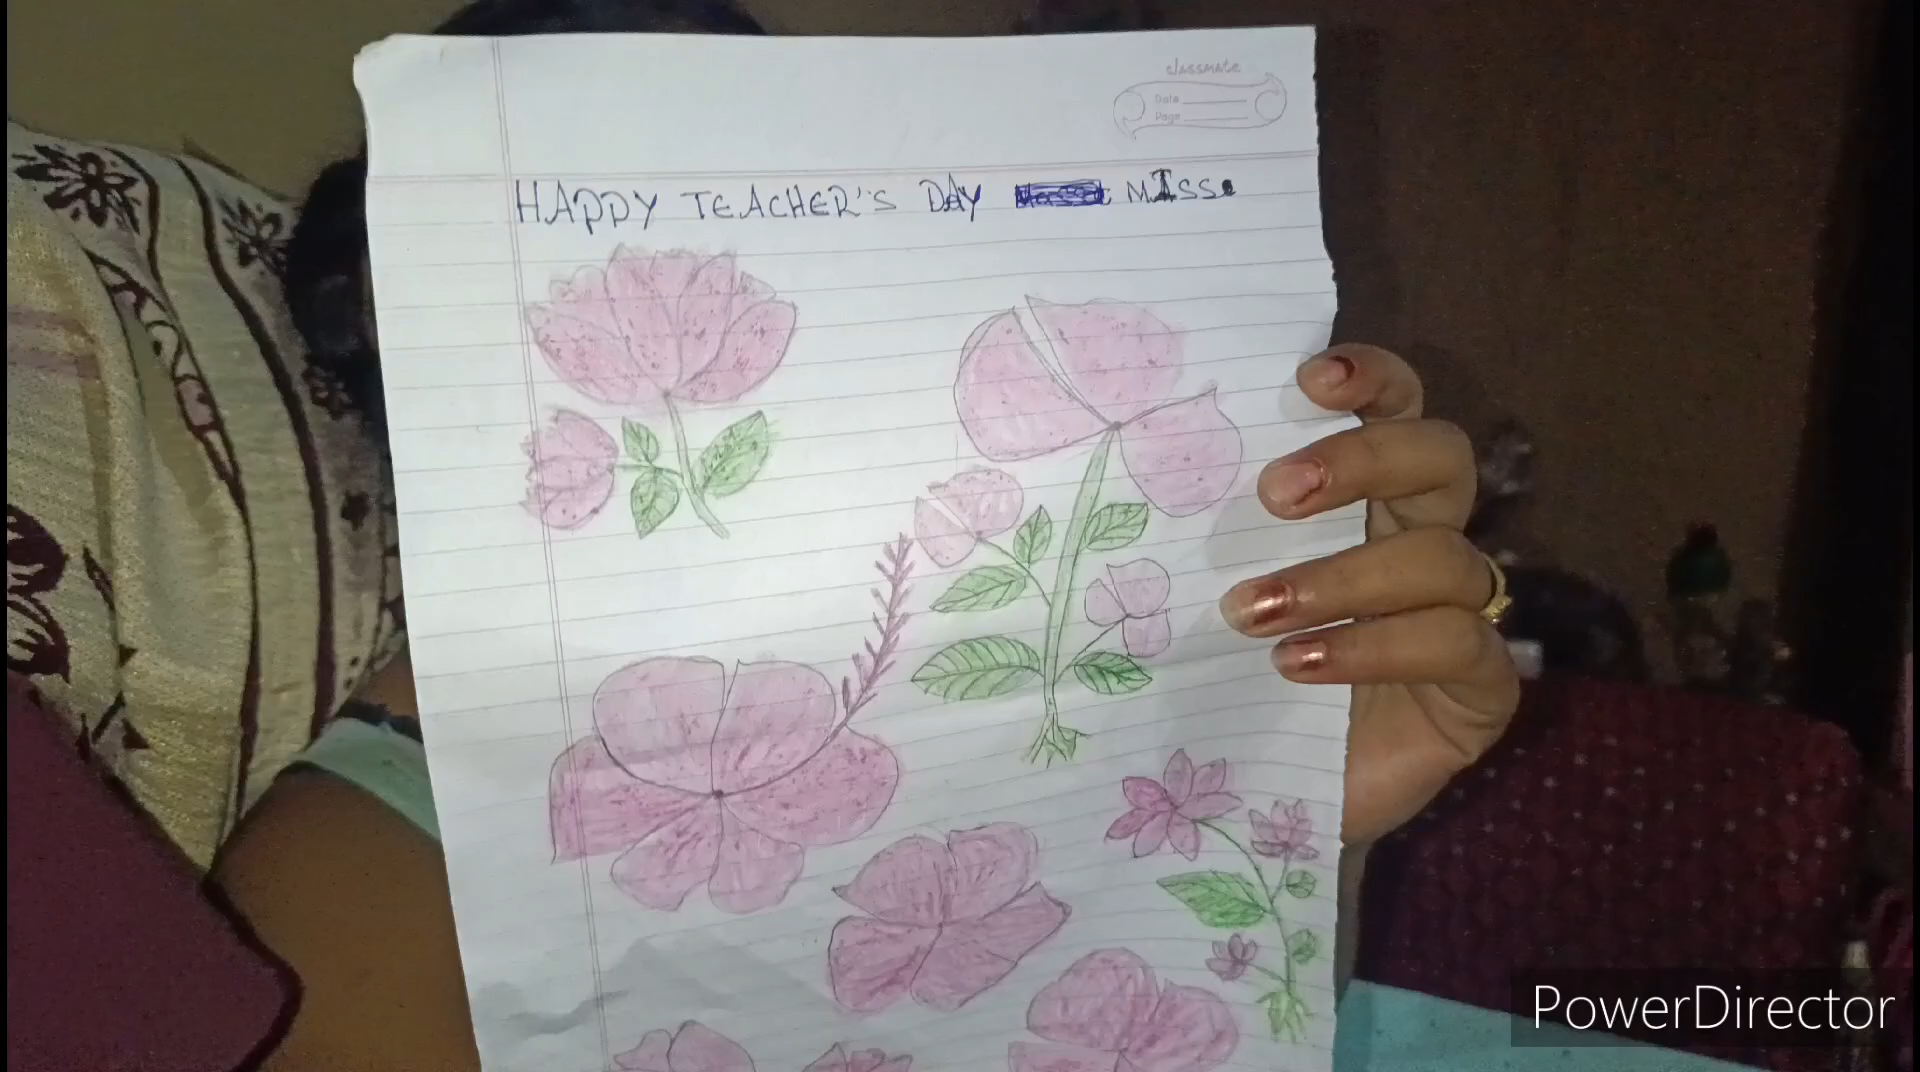 classmate
Date
Page
HAPPY TEACHER'S DAY MISS.
PowerDirector